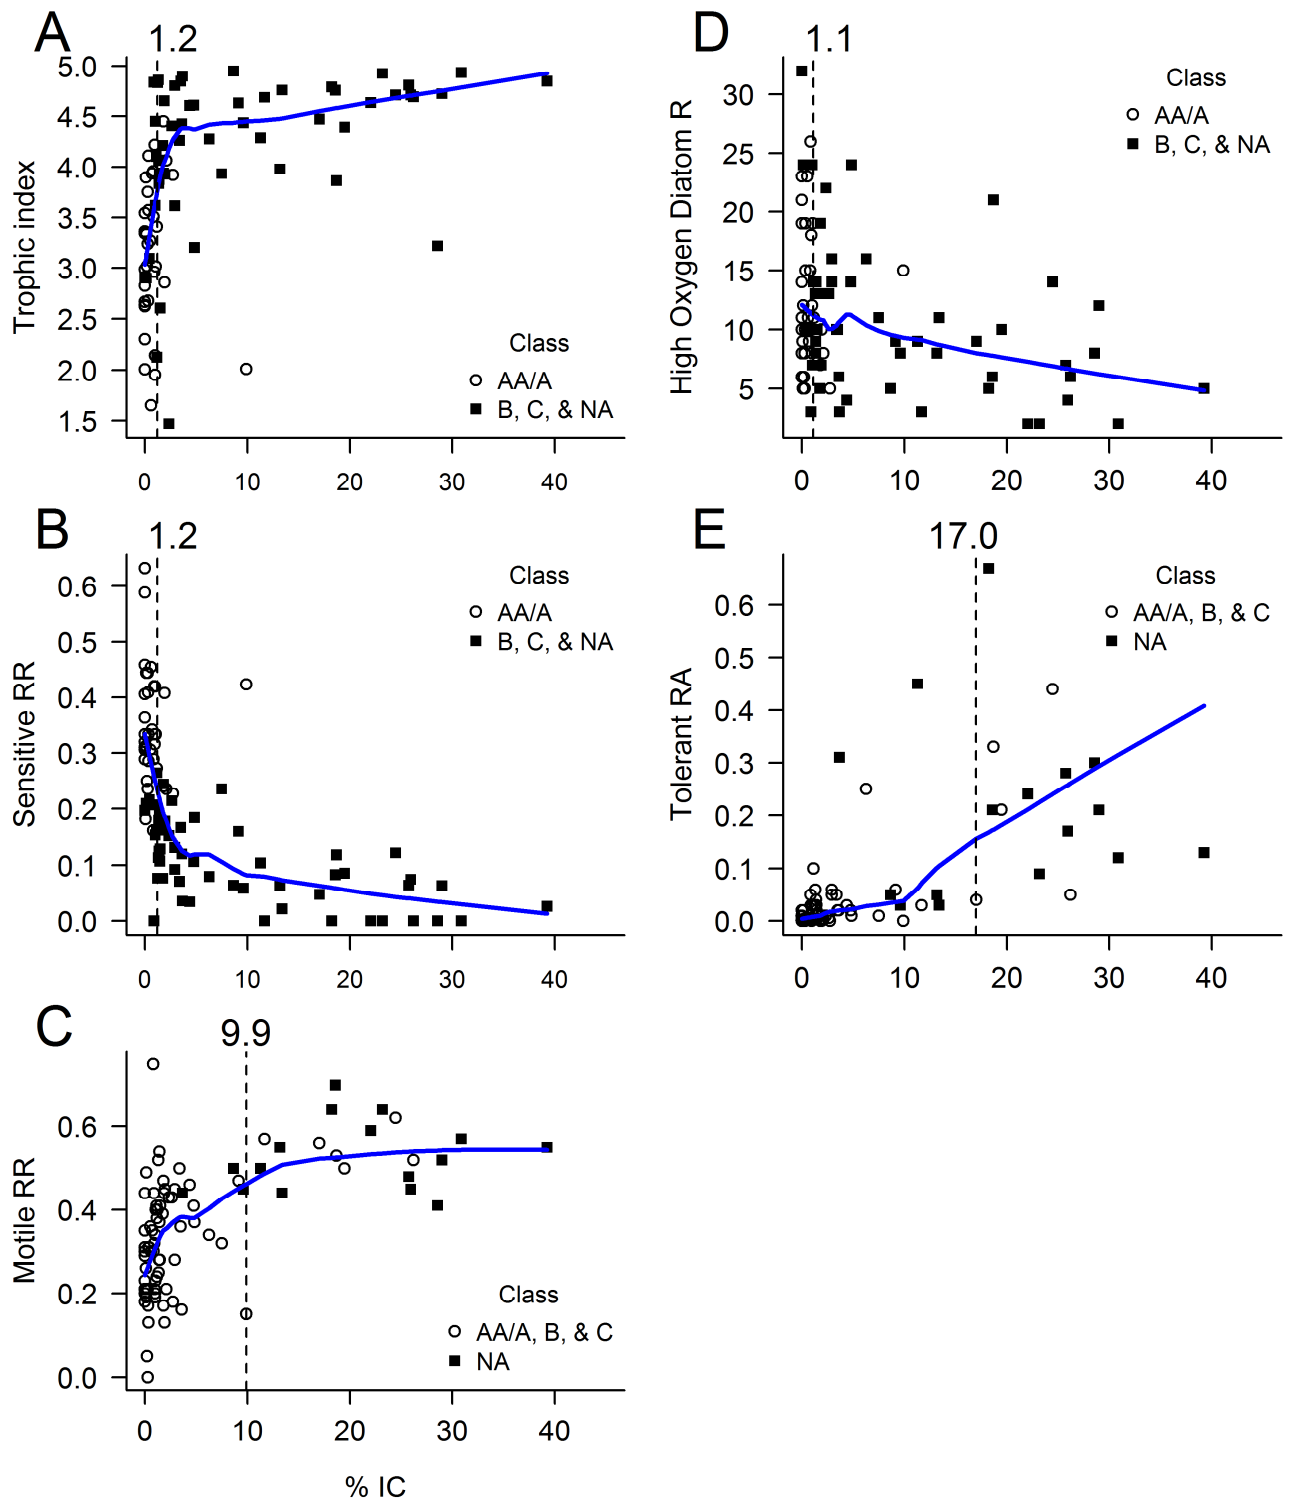 A
1.2
5.0
4.5
4.0
3.5
3.0
2.5
2.0
1.5
Trophic index
Class
AA/A
B, C, & NA
0 10 20 30 40
D
1.1
30
25
20
15
10
5
High Oxygen Diatom R
Class
AA/A
B, C, & NA
0 10 20 30 40
B
1.2
0.6
0.5
0.4
0.3
0.2
0.1
0.0
Sensitive RR
Class
AA/A
B, C, & NA
0 10 20 30 40
E
17.0
0.6
0.5
0.4
0.3
0.2
0.1
0.0
Tolerant RA
Class
AA/A, B, & C
NA
0 10 20 30 40
C
9.9
0.6
0.4
0.2
0.0
Motile RR
Class
AA/A, B, & C
NA
0 10 20 30 40
% IC